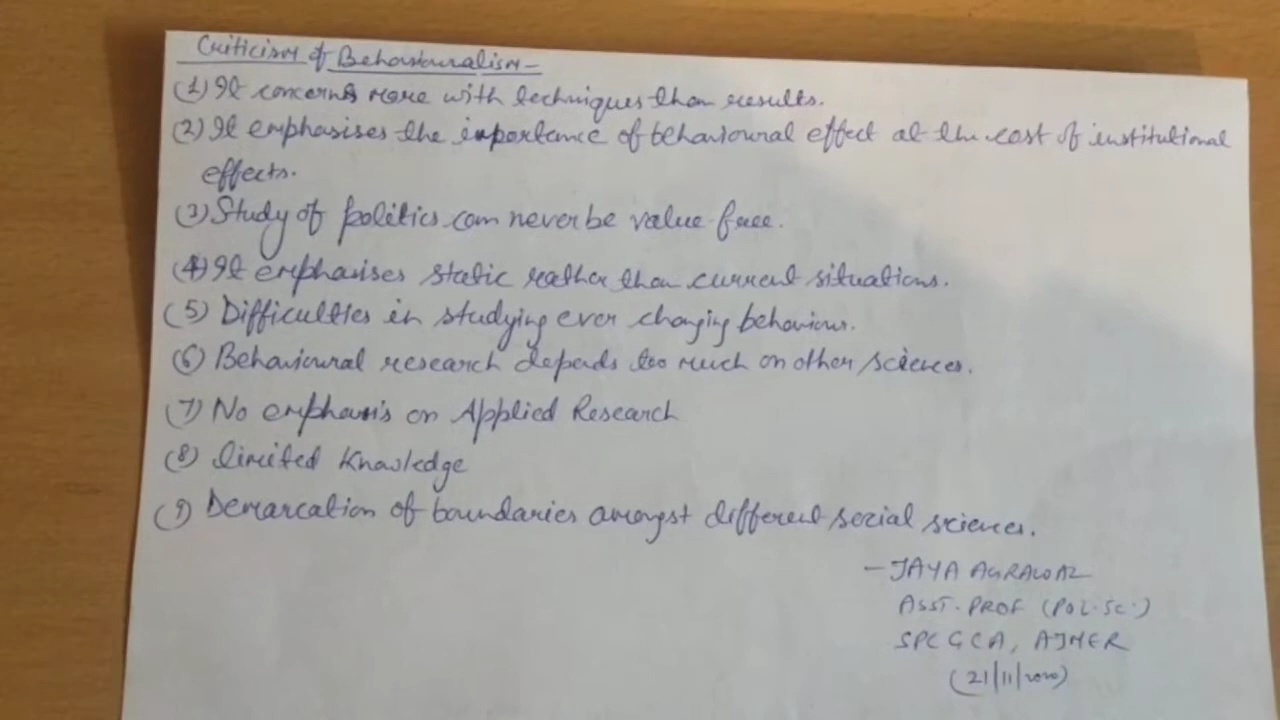 Criticism of Behaviouralism-
(1) It concerns more with techniques than results.
(2) It emphasises the importance of behavioural effect at the cost of institutional
effects.
(3) Study of politics can never be value free.
(4) It emphasises static rather than current situations.
(5) Difficulties in studying ever changing behaviour.
(6) Behavioural research depends too much on other sciences.
(7) No emphasis on Applied Research
(8) limited Knowledge
(9) Demarcation of boundaries amongst different social sciences.
- JAYA AGRAWAL
ASST. PROF (POL.SC.)
SPCGCA, AJMER
(21/11/2020)